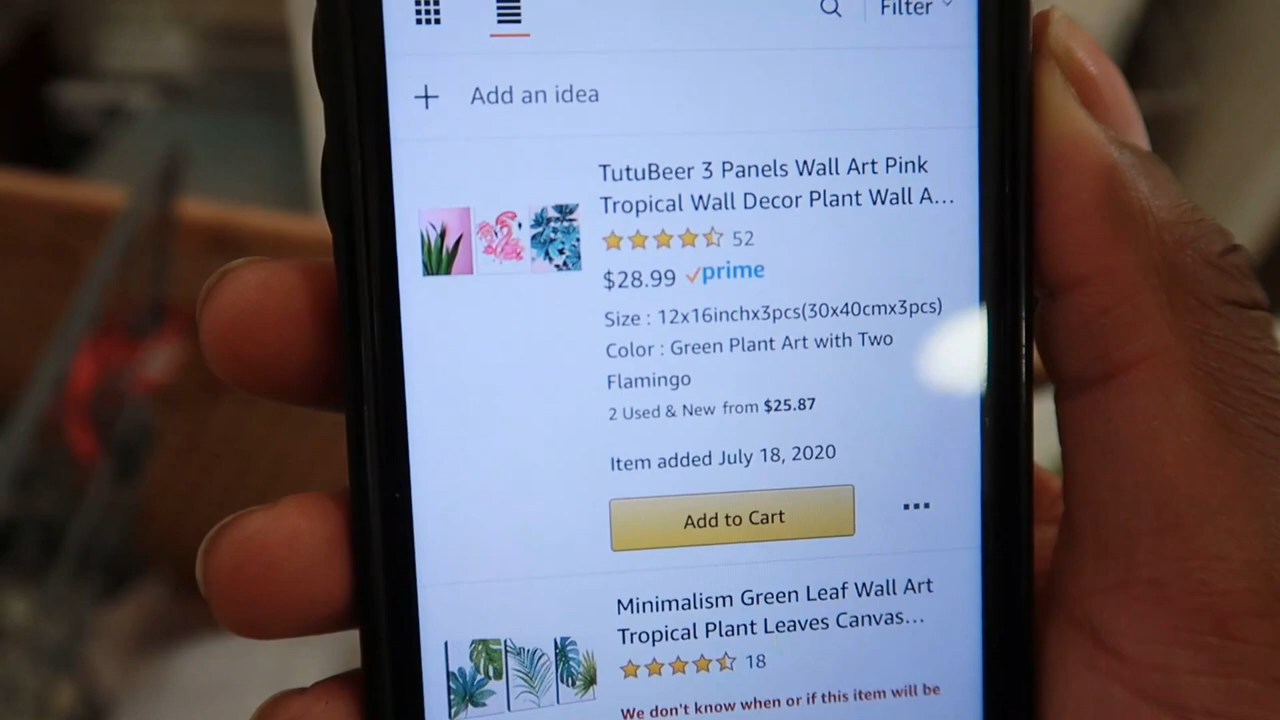 Filter
Add an idea
TutuBeer 3 Panels Wall Art Pink
Tropical Wall Decor Plant Wall A...
52
$28.99 prime
Size : 12x16inchx3pcs(30x40cmx3pcs)
Color : Green Plant Art with Two
Flamingo
2 Used & New from $25.87
Item added July 18, 2020
Add to Cart
Minimalism Green Leaf Wall Art
Tropical Plant Leaves Canvas...
18
We don't know when or if this item will be